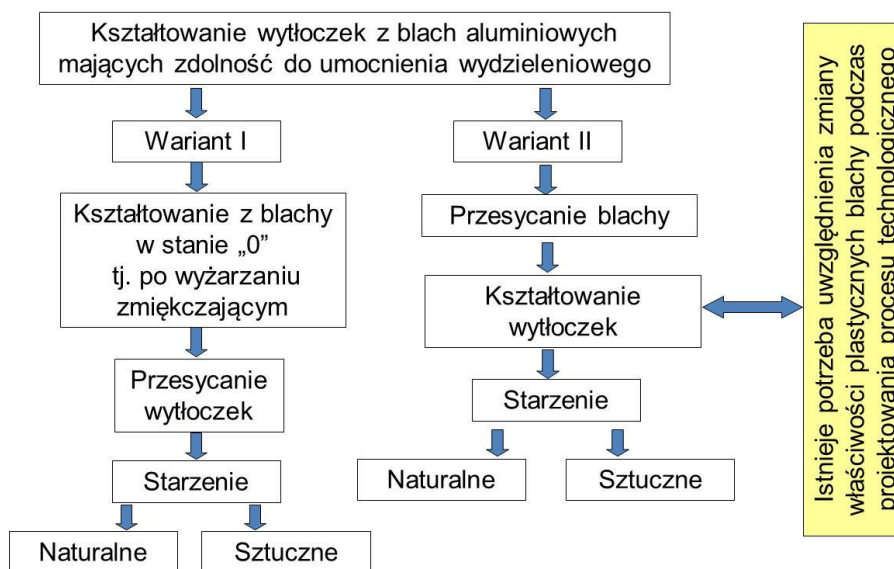 Kształtowanie wytłoczek z blach aluminiowych
mających zdolność do umocnienia wydzieleniowego
Wariant I
Kształtowanie z blachy
w stanie „0”
tj. po wyżarzaniu
zmiękczającym
Przesycanie
wytłoczek
Starzenie
Naturalne
Sztuczne
Wariant II
Przesycanie blachy
Kształtowanie
wytłoczek
Starzenie
Naturalne
Sztuczne
Istnieje potrzeba uwzględnienia zmiany
właściwości plastycznych blachy podczas
projektowania procesu technologicznego